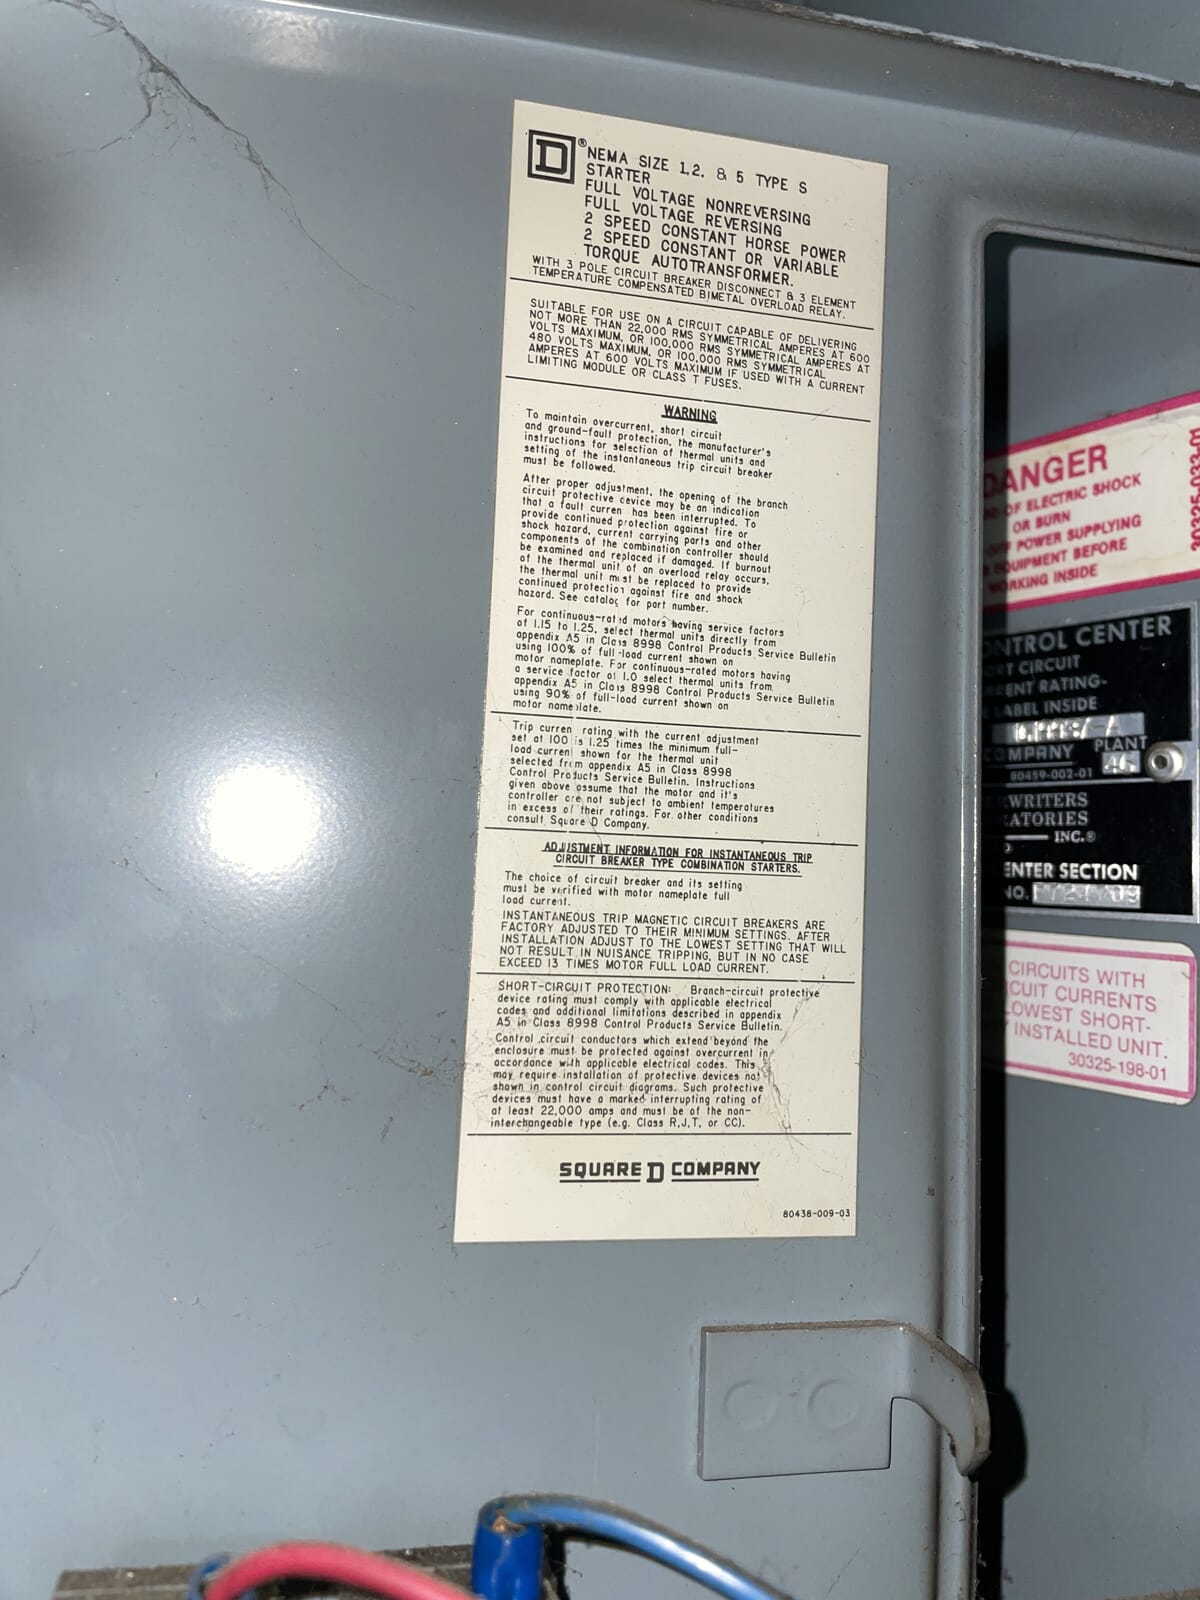 D®
NEMA SIZE 1,2, & 5 TYPE S
STARTER
FULL VOLTAGE NONREVERSING
FULL VOLTAGE REVERSING
2 SPEED CONSTANT HORSE POWER
2 SPEED CONSTANT OR VARIABLE
TORQUE AUTOTRANSFORMER.
WITH 3 POLE CIRCUIT BREAKER DISCONNECT & 3 ELEMENT
TEMPERATURE COMPENSATED BIMETAL OVERLOAD RELAY.
SUITABLE FOR USE ON A CIRCUIT CAPABLE OF DELIVERING
NOT MORE THAN 22,000 RMS SYMMETRICAL AMPERES AT 600
VOLTS MAXIMUM, OR 100,000 RMS SYMMETRICAL AMPERES AT
480 VOLTS MAXIMUM, OR 100,000 RMS SYMMETRICAL
AMPERES AT 600 VOLTS MAXIMUM IF USED WITH A CURRENT
LIMITING MODULE OR CLASS T FUSES.
WARNING
To maintain overcurrent, short circuit
and ground-fault protection, the manufacturer's
instructions for selection of thermal units and
setting of the instantaneous trip circuit breaker
must be followed.
After proper adjustment, the opening of the branch
circuit protective device may be an indication
that a fault current has been interrupted. To
provide continued protection against fire or
shock hazard, current carrying parts and other
components of the combination controller should
be examined and replaced if damaged. If burnout
of the thermal unit of an overload relay occurs,
the thermal unit must be replaced to provide
continued protection against fire and shock
hazard. See catalog for part number.
For continuous-rated motors having service factors
of 1.15 to 1.25, select thermal units directly from
appendix A5 in Class 8998 Control Products Service Bulletin
using 100% of full-load current shown on
motor nameplate. For continuous-rated motors having
a service factor of 1.0 select thermal units from
appendix A5 in Class 8998 Control Products Service Bulletin
using 90% of full-load current shown on
motor nameplate.
Trip current rating with the current adjustment
set at 100 is 1.25 times the minimum full-
load current shown for the thermal unit
selected from appendix A5 in Class 8998
Control Products Service Bulletin. Instructions
given above assume that the motor and it's
controller are not subject to ambient temperatures
in excess of their ratings. For other conditions
consult Square D Company.
ADJUSTMENT INFORMATION FOR INSTANTANEOUS TRIP
CIRCUIT BREAKER TYPE COMBINATION STARTERS.
The choice of circuit breaker and its setting
must be verified with motor nameplate full
load current.
INSTANTANEOUS TRIP MAGNETIC CIRCUIT BREAKERS ARE
FACTORY ADJUSTED TO THEIR MINIMUM SETTINGS. AFTER
INSTALLATION ADJUST TO THE LOWEST SETTING THAT WILL
NOT RESULT IN NUISANCE TRIPPING, BUT IN NO CASE
EXCEED 13 TIMES MOTOR FULL LOAD CURRENT.
SHORT-CIRCUIT PROTECTION: Branch-circuit protective
device rating must comply with applicable electrical
codes and additional limitations described in appendix
A5 in Class 8998 Control Products Service Bulletin.
Control circuit conductors which extend beyond the
enclosure must be protected against overcurrent in
accordance with applicable electrical codes. This
may require installation of protective devices not
shown in control circuit diagrams. Such protective
devices must have a marked interrupting rating of
at least 22,000 amps and must be of the non-
interchangeable type (e.g. Class R,J,T, or CC).
SQUARE D COMPANY
80438-009-03
DANGER
OF ELECTRIC SHOCK
OR BURN
POWER SUPPLYING
EQUIPMENT BEFORE
WORKING INSIDE
30325-033-01
CONTROL CENTER
CIRCUIT
RATING-
LABEL INSIDE
COMPANY PLANT
46
80459-002-01
INC.®
SECTION
NO.
CIRCUITS WITH
CURRENTS
LOWEST SHORT-
INSTALLED UNIT.
30325-198-01